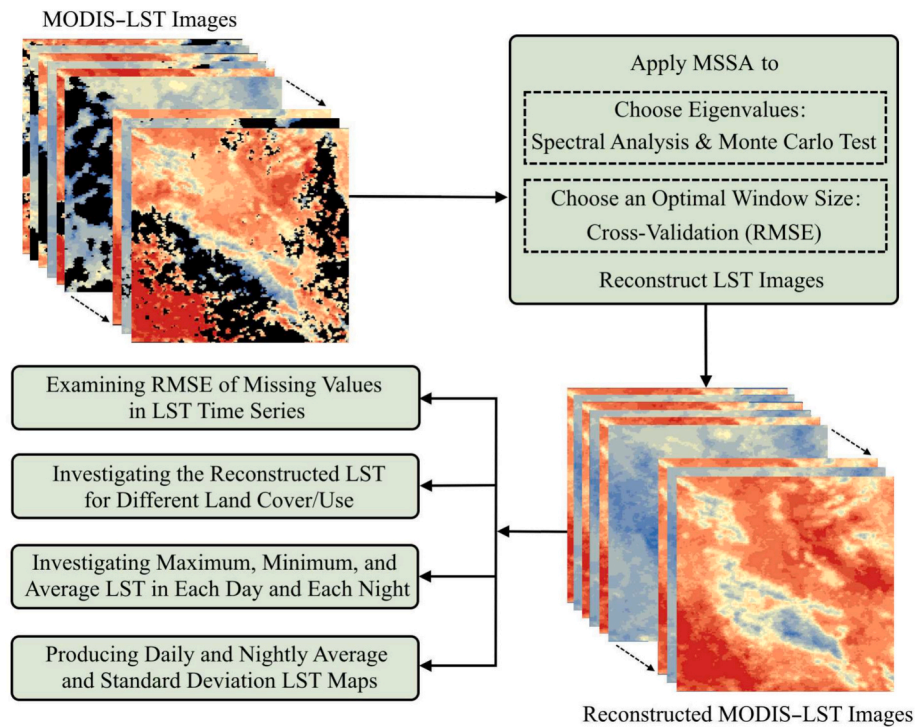 MODIS–LST Images
Apply MSSA to
Choose Eigenvalues:
Spectral Analysis & Monte Carlo Test
Choose an Optimal Window Size:
Cross-Validation (RMSE)
Reconstruct LST Images
Examining RMSE of Missing Values
in LST Time Series
Investigating the Reconstructed LST
for Different Land Cover/Use
Investigating Maximum, Minimum, and
Average LST in Each Day and Each Night
Producing Daily and Nightly Average
and Standard Deviation LST Maps
Reconstructed MODIS–LST Images